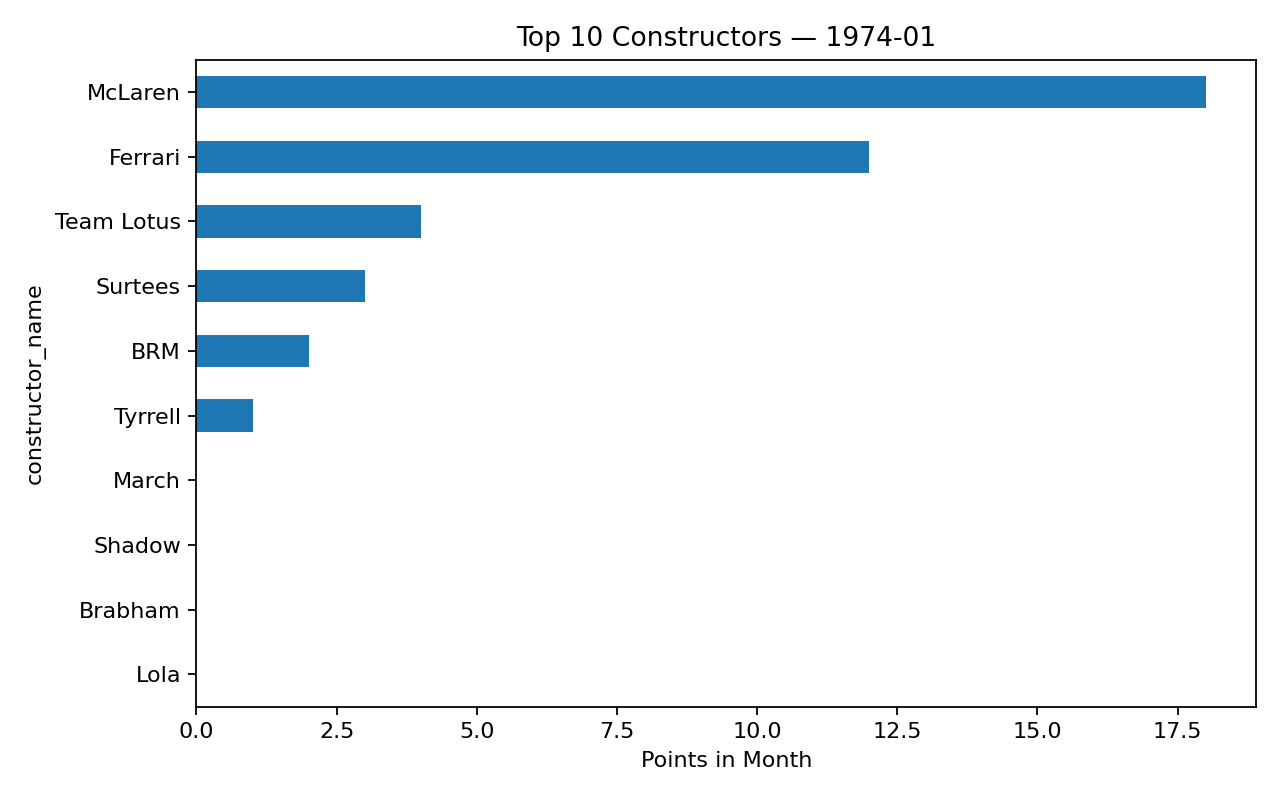 Top 10 Constructors — 1974-01
McLaren
Ferrari
Team Lotus
Surtees
BRM
Tyrrell
March
Shadow
Brabham
Lola
constructor_name
0.0 2.5 5.0 7.5 10.0 12.5 15.0 17.5
Points in Month